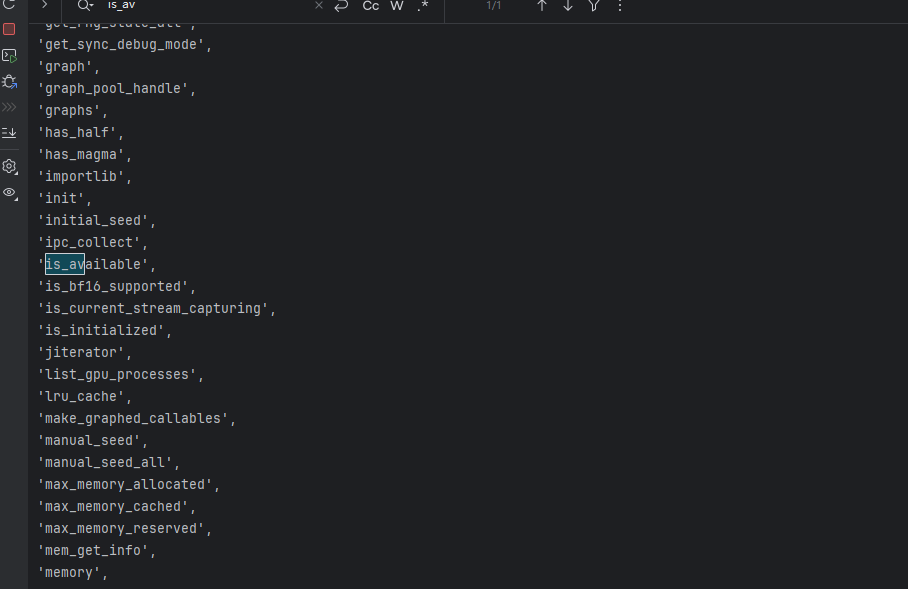 is_av
Cc W .* 1/1
'get_rng_state_all',
'get_sync_debug_mode',
'graph',
'graph_pool_handle',
'graphs',
'has_half',
'has_magma',
'importlib',
'init',
'initial_seed',
'ipc_collect',
'is_available',
'is_bf16_supported',
'is_current_stream_capturing',
'is_initialized',
'jiterator',
'list_gpu_processes',
'lru_cache',
'make_graphed_callables',
'manual_seed',
'manual_seed_all',
'max_memory_allocated',
'max_memory_cached',
'max_memory_reserved',
'mem_get_info',
'memory',